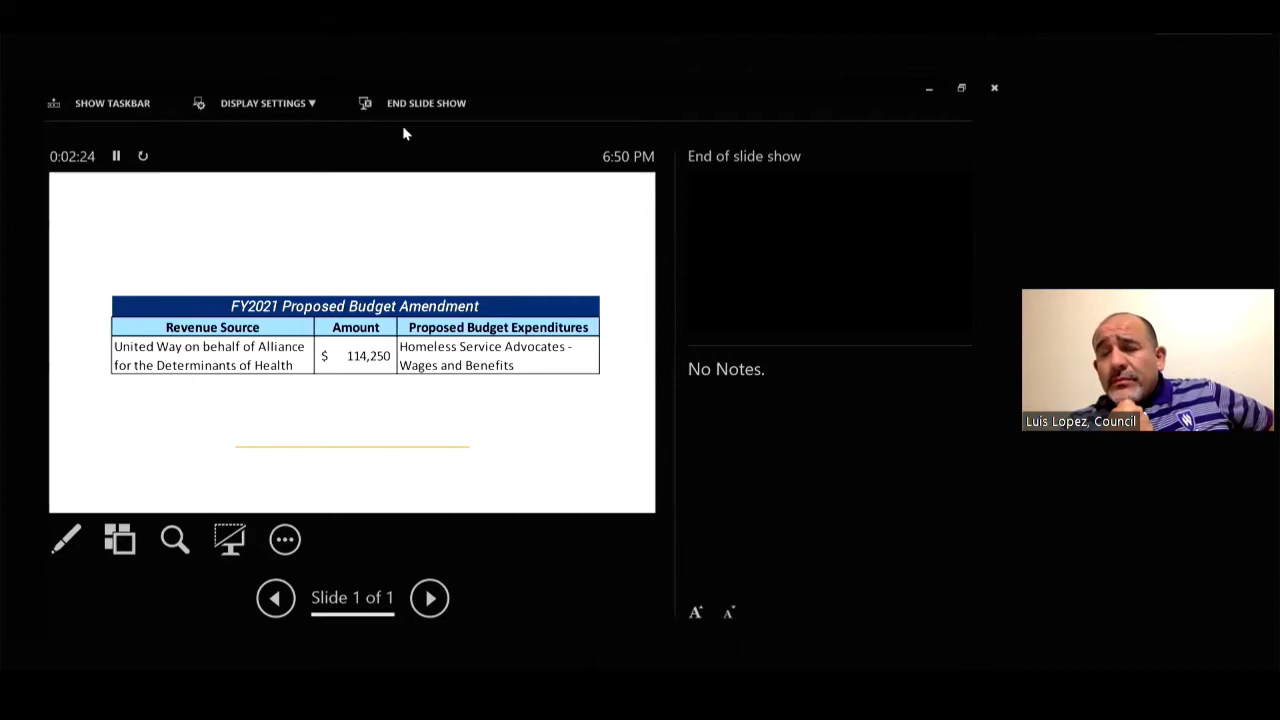 SHOW TASKBAR
DISPLAY SETTINGS ▼
END SLIDE SHOW
0:02:24
6:50 PM
End of slide show
FY2021 Proposed Budget Amendment
Revenue Source
Amount
Proposed Budget Expenditures
United Way on behalf of Alliance
for the Determinants of Health
$ 114,250
Homeless Service Advocates -
Wages and Benefits
No Notes.
Luis Lopez, Council
Slide 1 of 1
A
A